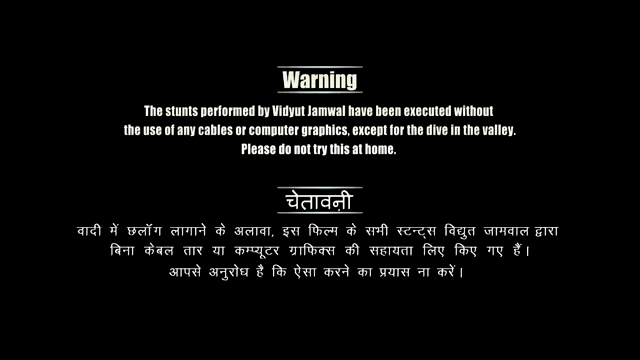 Warning
The stunts performed by Vidyut Jamwal have been executed without
the use of any cables or computer graphics, except for the dive in the valley.
Please do not try this at home.
चेतावऩी
वादी में छलॉग लागाने के अलावा, इस फिल्म के सभी स्टन्ट्स विद्युत जामवाल द्वारा
बिना केबल तार या कम्प्यूटर ग्राफिक्स की सहायता लिए किए गए हैं।
आपसे अनुरोध है कि ऐसा करने का प्रयास ना करें।